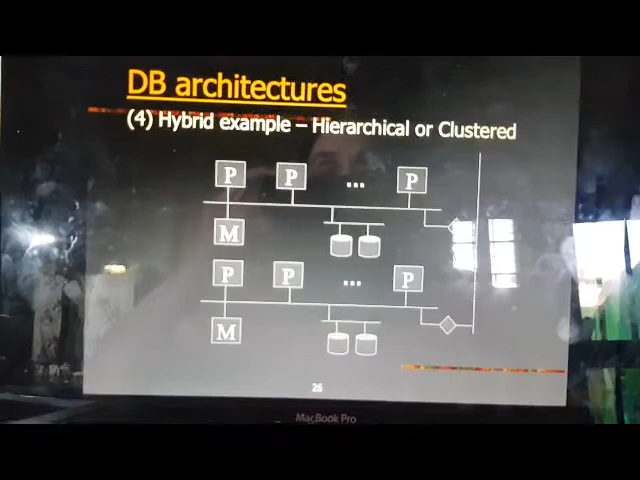 DB architectures
(4) Hybrid example – Hierarchical or Clustered
P P ... P
M
P P ... P
M
26
MacBook Pro